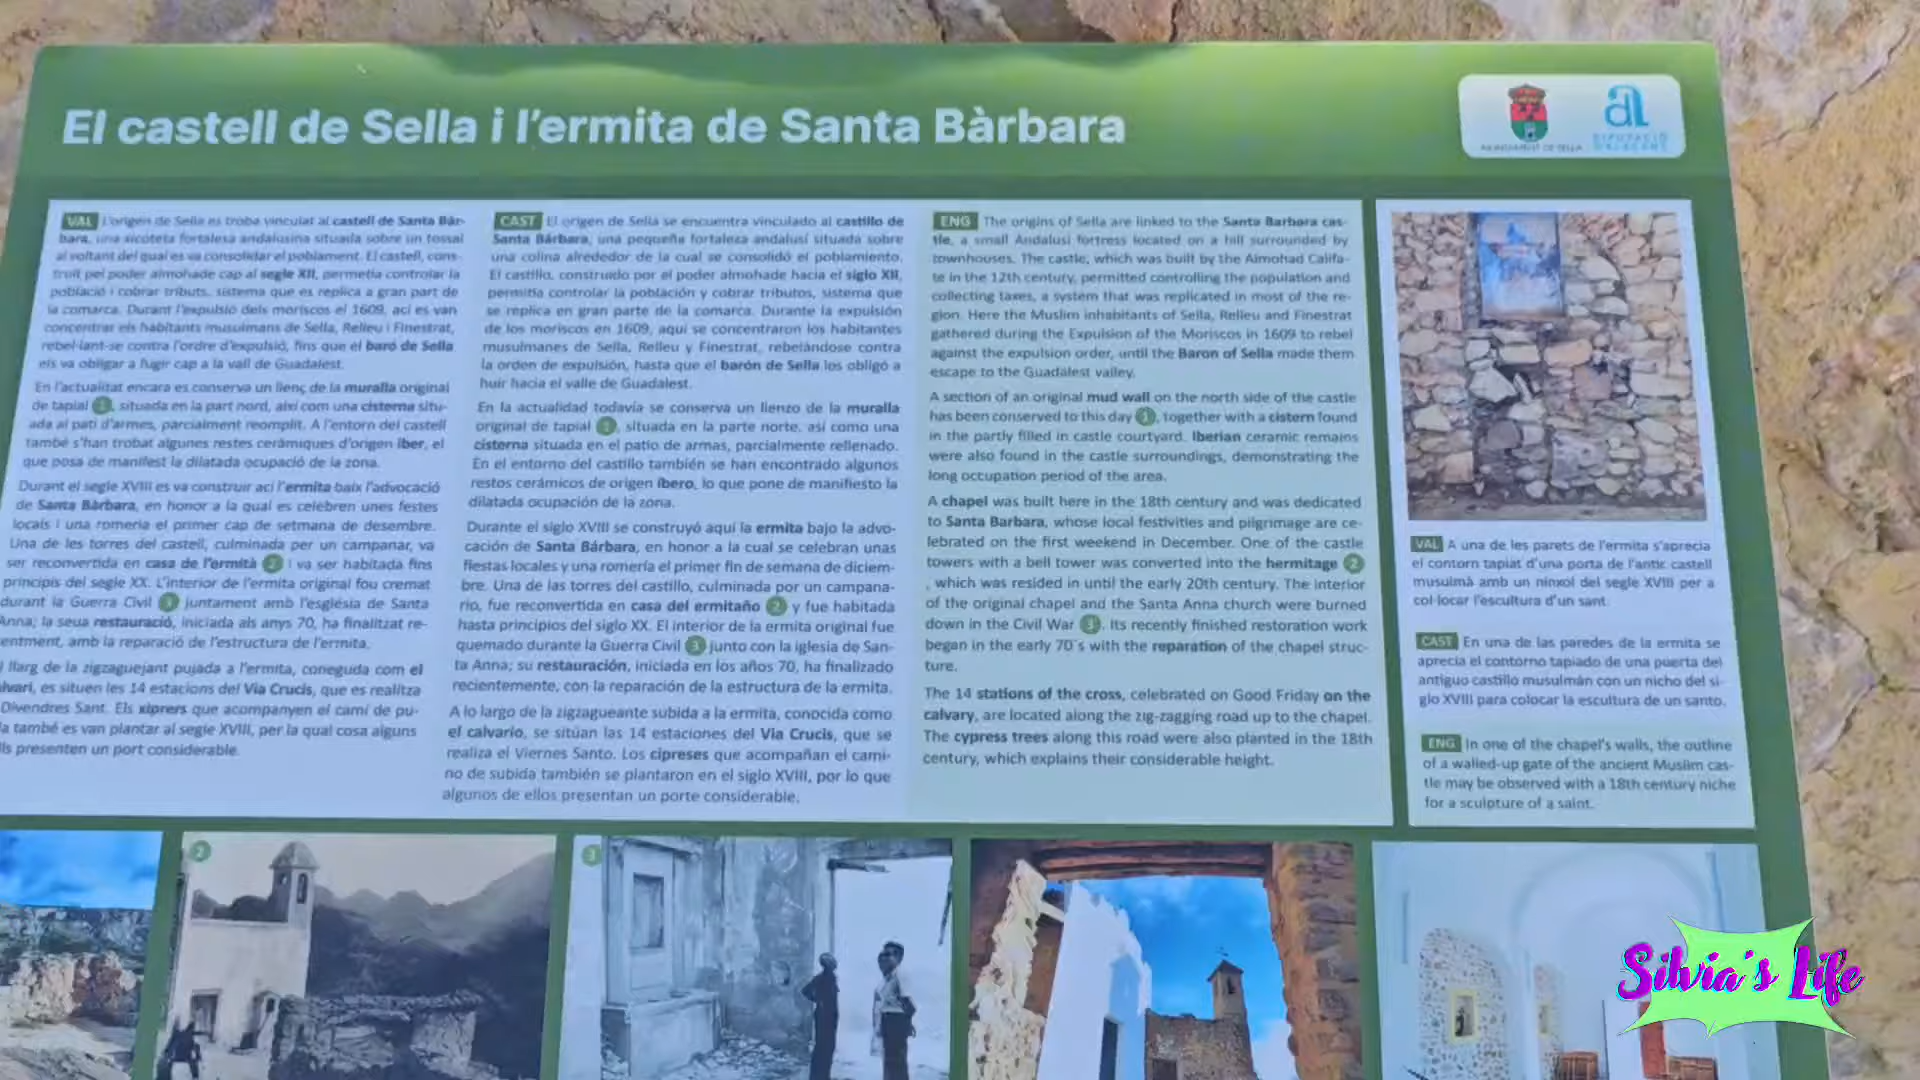 El castell de Sella i l'ermita de Santa Bàrbara
AJUNTAMENT DE SELLA
DIPUTACIÓ
D'ALACANT
VAL L'origen de Sella es troba vinculat al castell de Santa Bàr-
bara, una xicoteta fortalesa andalusina situada sobre un tossal
al voltant del qual es va consolidar el poblament. El castell, cons-
truit pel poder almohade cap al segle XII, permetia controlar la
població i cobrar tributs, sistema que es replica a gran part de
la comarca. Durant l'expulsió dels moriscos el 1609, ací es van
concentrar els habitants musulmans de Sella, Relleu i Finestrat,
rebel·lant-se contra l'ordre d'expulsió, fins que el baró de Sella
els va obligar a fugir cap a la vall de Guadalest.
En l'actualitat encara es conserva un llenç de la muralla original
de tapial 1, situada en la part nord, així com una cisterna situ-
ada al pati d'armes, parcialment reomplit. A l'entorn del castell
també s'han trobat algunes restes ceràmiques d'origen íber, el
que posa de manifest la dilatada ocupació de la zona.
Durant el segle XVIII es va construir ací l'ermita baix l'advocació
de Santa Bàrbara, en honor a la qual es celebren unes festes
locals i una romeria el primer cap de setmana de desembre.
Una de les torres del castell, culminada per un campanar, va
ser reconvertida en casa de l'ermità 2 i va ser habitada fins
principis del segle XX. L'interior de l'ermita original fou cremat
durant la Guerra Civil 3 juntament amb l'església de Santa
Anna; la seua restauració, iniciada als anys 70, ha finalitzat re-
entment, amb la reparació de l'estructura de l'ermita.
l llarg de la zigzaguejant pujada a l'ermita, coneguda com el
lvari, es situen les 14 estacions del Via Crucis, que es realitza
Divendres Sant. Els xiprers que acompanyen el camí de pu-
a també es van plantar al segle XVIII, per la qual cosa alguns
ls presenten un port considerable.
CAST El origen de Sella se encuentra vinculado al castillo de
Santa Bárbara, una pequeña fortaleza andalusí situada sobre
una colina alrededor de la cual se consolidó el poblamiento.
El castillo, construido por el poder almohade hacia el siglo XII,
permitía controlar la población y cobrar tributos, sistema que
se replica en gran parte de la comarca. Durante la expulsión
de los moriscos en 1609, aquí se concentraron los habitantes
musulmanes de Sella, Relleu y Finestrat, rebelándose contra
la orden de expulsión, hasta que el barón de Sella los obligó a
huir hacia el valle de Guadalest.
En la actualidad todavía se conserva un lienzo de la muralla
original de tapial 1, situada en la parte norte, así como una
cisterna situada en el patio de armas, parcialmente rellenado.
En el entorno del castillo también se han encontrado algunos
restos cerámicos de origen íbero, lo que pone de manifiesto la
dilatada ocupación de la zona.
Durante el siglo XVIII se construyó aquí la ermita bajo la advo-
cación de Santa Bárbara, en honor a la cual se celebran unas
fiestas locales y una romería el primer fin de semana de diciem-
bre. Una de las torres del castillo, culminada por un campana-
rio, fue reconvertida en casa del ermitaño 2 y fue habitada
hasta principios del siglo XX. El interior de la ermita original fue
quemado durante la Guerra Civil 3 junto con la iglesia de San-
ta Anna; su restauración, iniciada en los años 70, ha finalizado
recientemente, con la reparación de la estructura de la ermita.
A lo largo de la zigzagueante subida a la ermita, conocida como
el calvario, se sitúan las 14 estaciones del Via Crucis, que se
realiza el Viernes Santo. Los cipreses que acompañan el cami-
no de subida también se plantaron en el siglo XVIII, por lo que
algunos de ellos presentan un porte considerable.
ENG The origins of Sella are linked to the Santa Barbara cas-
tle, a small Andalusi fortress located on a hill surrounded by
townhouses. The castle, which was built by the Almohad Califa-
te in the 12th century, permitted controlling the population and
collecting taxes, a system that was replicated in most of the re-
gion. Here the Muslim inhabitants of Sella, Relleu and Finestrat
gathered during the Expulsion of the Moriscos in 1609 to rebel
against the expulsion order, until the Baron of Sella made them
escape to the Guadalest valley.
A section of an original mud wall on the north side of the castle
has been conserved to this day 1, together with a cistern found
in the partly filled in castle courtyard. Iberian ceramic remains
were also found in the castle surroundings, demonstrating the
long occupation period of the area.
A chapel was built here in the 18th century and was dedicated
to Santa Barbara, whose local festivities and pilgrimage are ce-
lebrated on the first weekend in December. One of the castle
towers with a bell tower was converted into the hermitage 2
, which was resided in until the early 20th century. The interior
of the original chapel and the Santa Anna church were burned
down in the Civil War 3. Its recently finished restoration work
began in the early 70´s with the reparation of the chapel struc-
ture.
The 14 stations of the cross, celebrated on Good Friday on the
calvary, are located along the zig-zagging road up to the chapel.
The cypress trees along this road were also planted in the 18th
century, which explains their considerable height.
VAL A una de les parets de l'ermita s'aprecia
el contorn tapiat d'una porta de l'antic castell
musulmà amb un nínxol del segle XVIII per a
col·locar l'escultura d'un sant.
CAST En una de las paredes de la ermita se
aprecia el contorno tapiado de una puerta del
antiguo castillo musulmán con un nicho del si-
glo XVIII para colocar la escultura de un santo.
ENG In one of the chapel's walls, the outline
of a walled-up gate of the ancient Muslim cas-
tle may be observed with a 18th century niche
for a sculpture of a saint.
2
3
Silvia's Life